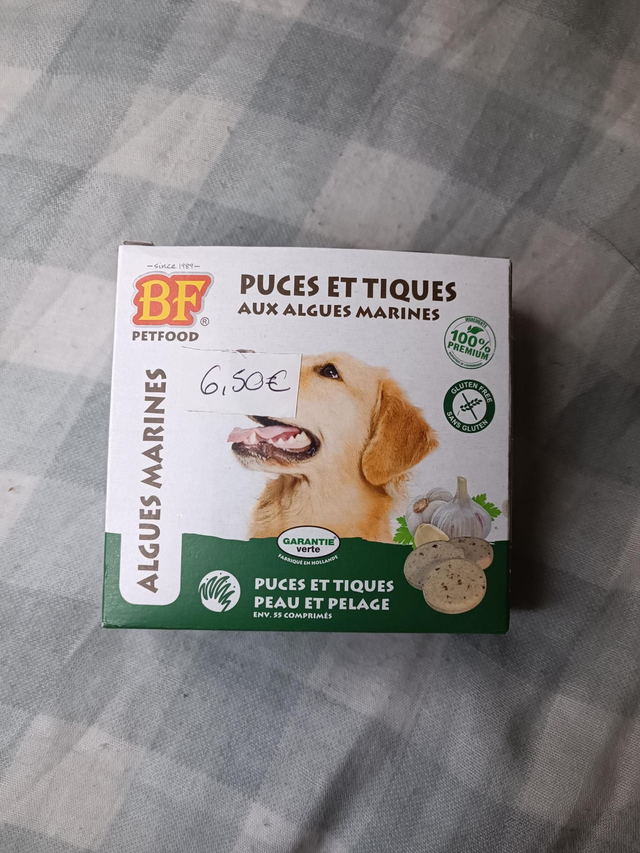 -since 1989-
BF®
PETFOOD
PUCES ET TIQUES
AUX ALGUES MARINES
100%
PREMIUM
6,50€
GLUTEN FREE
SANS GLUTEN
ALGUES MARINES
GARANTIE
verte
FABRIQUÉ EN HOLLANDE
PUCES ET TIQUES
PEAU ET PELAGE
ENV. 55 COMPRIMÉS